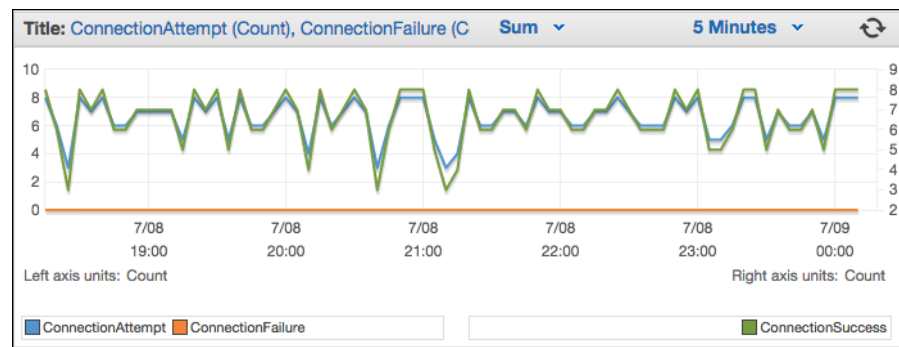 Title: ConnectionAttempt (Count), ConnectionFailure (C Sum 5 Minutes
10 9
8 8
7
6 6
4 5
4
2 3
0 2
7/08 7/08 7/08 7/08 7/08 7/09
19:00 20:00 21:00 22:00 23:00 00:00
Left axis units: Count Right axis units: Count
ConnectionAttempt ConnectionFailure ConnectionSuccess